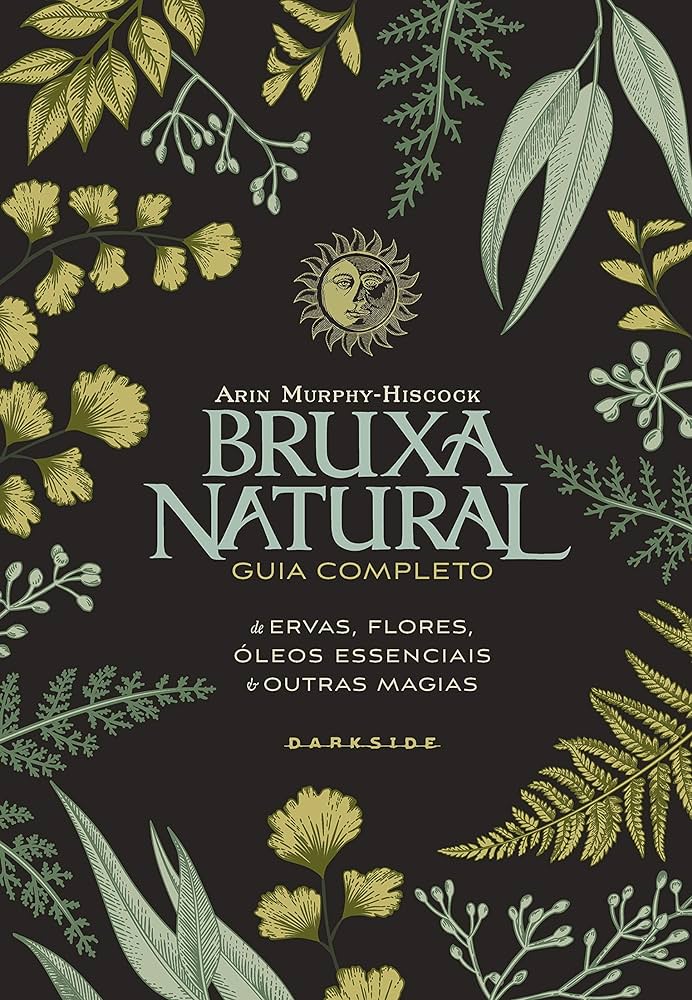 Arin Murphy-Hiscock
BRUXA
NATURAL
GUIA COMPLETO
de ERVAS, FLORES,
ÓLEOS ESSENCIAIS
& OUTRAS MAGIAS
DARKSIDE